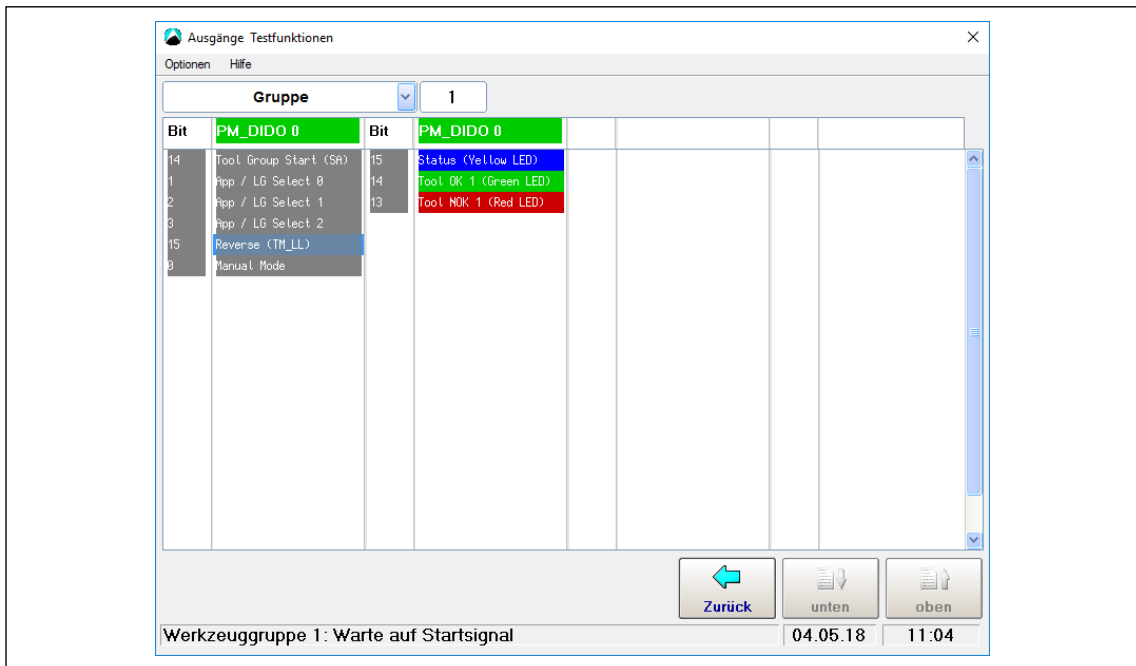 Ausgänge Testfunktionen
Optionen Hilfe
Gruppe 1
Bit PM_DIDO 0 Bit PM_DIDO 0
14 Tool Group Start (SA) 15 Status (Yellow LED)
1 App / LG Select 0 14 Tool OK 1 (Green LED)
2 App / LG Select 1 13 Tool NOK 1 (Red LED)
3 App / LG Select 2
15 Reverse (TM_LL)
0 Manual Mode
Zurück unten oben
Werkzeuggruppe 1: Warte auf Startsignal 04.05.18 11:04